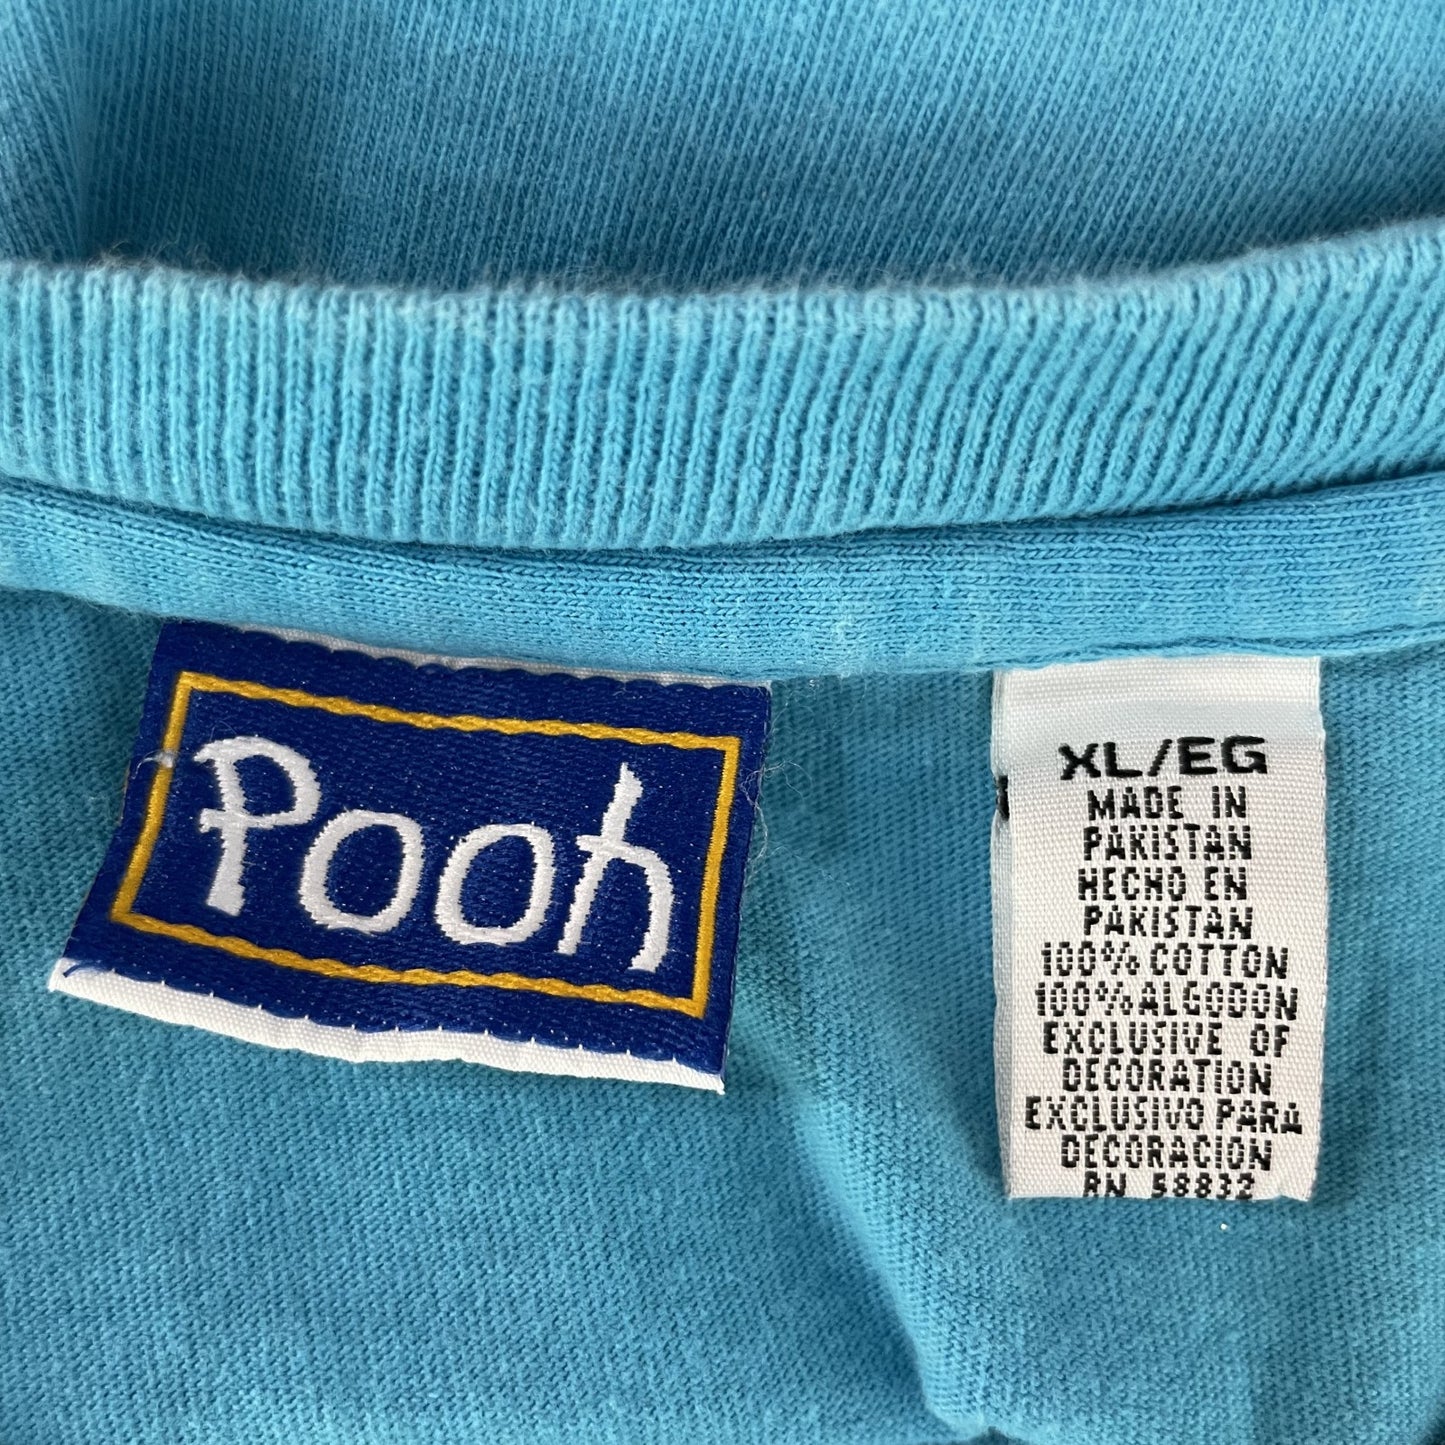 Pooh
XL/EG
MADE IN
PAKISTAN
HECHO EN
PAKISTAN
100% COTTON
100% ALGODON
EXCLUSIVE OF
DECORATION
EXCLUSIVO PARA
DECORACION
RN 58832